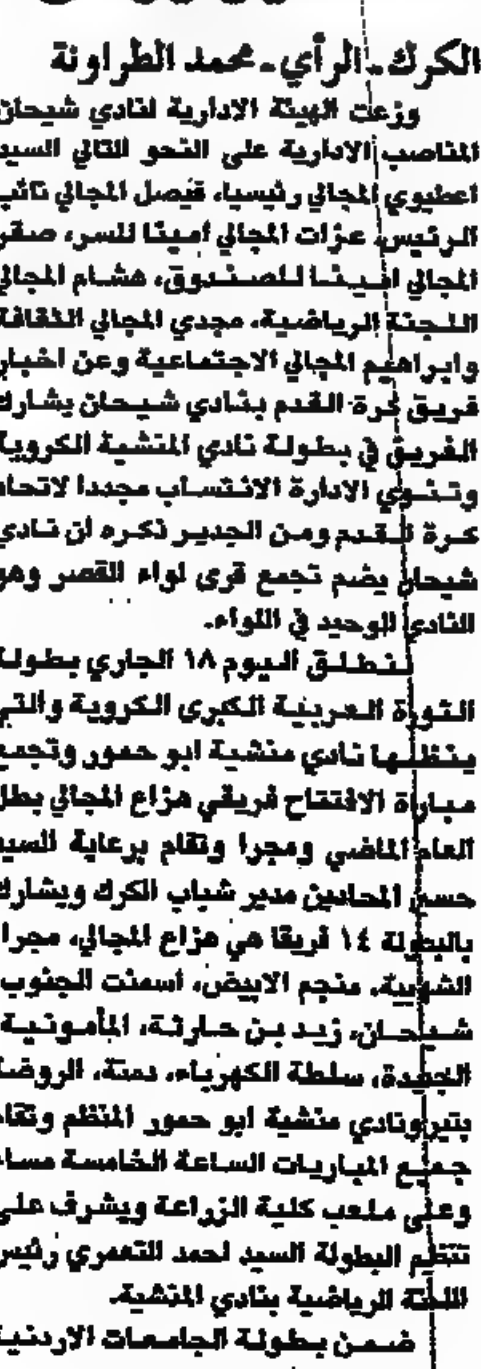 الكرك ـ الرأي ـ محمد الطراونة
وزعت الهيئة الادارية لنادي شيحان
المناصب الادارية على النحو التالي السيد
اعطيوي المجالي رئيسا، فيصل المجالي نائب
الرئيس، عزات المجالي أمينا للسر، صقر
المجالي امينا للصندوق، هشام المجالي
اللجنة الرياضية، مجدي المجالي الثقافة
وابراهيم المجالي الاجتماعية وعن اخبار
فريق كرة القدم بنادي شيحان يشارك
الفريق في بطولة نادي المنشية الكروية
وتنوي الادارة الانتساب مجددا لاتحاد
كرة القدم ومن الجدير ذكره ان نادي
شيحان يضم تجمع قرى لواء القصر وهو
النادي الوحيد في اللواء.
تنطلق اليوم ١٨ الجاري بطولة
الثورة العربية الكبرى الكروية والتي
ينظمها نادي منشية ابو حمور وتجمع
مباراة الافتتاح فريقي هزاع المجالي بطل
العام الماضي ومجرا وتقام برعاية السيد
حسين المحادين مدير شباب الكرك ويشارك
بالبطولة ١٤ فريقا هي هزاع المجالي، مجرا
الشهابية، منجم الابيض، اسمنت الجنوب
شيحان، زيد بن حارثة، المأمونية
الجديدة، سلطة الكهرباء، دمنة، الروضة
بتير ونادي منشية ابو حمور المنظم وتقام
جميع المباريات الساعة الخامسة مساء
وعلى ملعب كلية الزراعة ويشرف على
تنظيم البطولة السيد احمد التعمري رئيس
اللجنة الرياضية بنادي المنشية.
ضمن بطولة الجامعات الاردنية